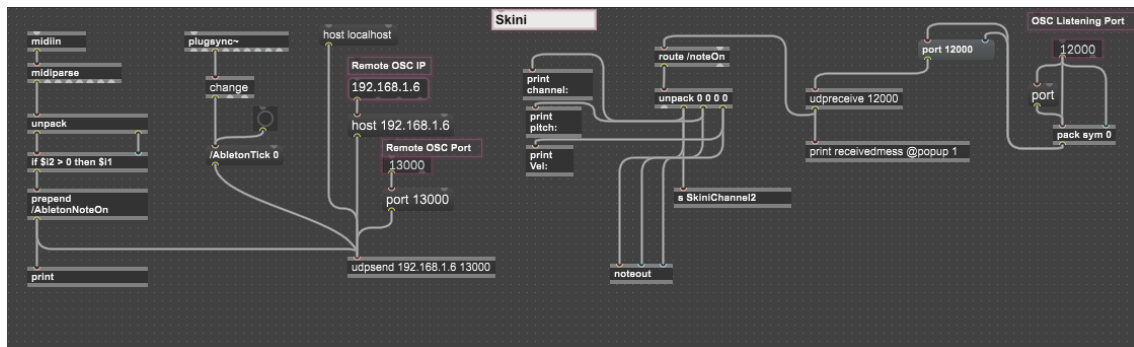 Skini
midiin
midiparse
unpack
if $i2 > 0 then $i1
prepend
/AbletonNoteOn
print
plugsync~
change
/AbletonTick 0
host localhost
Remote OSC IP
192.168.1.6
host 192.168.1.6
Remote OSC Port
13000
port 13000
udpsend 192.168.1.6 13000
print
channel:
print
pitch:
print
Vel:
route /noteOn
unpack 0 0 0 0
s SkiniChannel2
noteout
udpreceive 12000
print receivedmess @popup 1
port 12000
OSC Listening Port
12000
port
pack sym 0